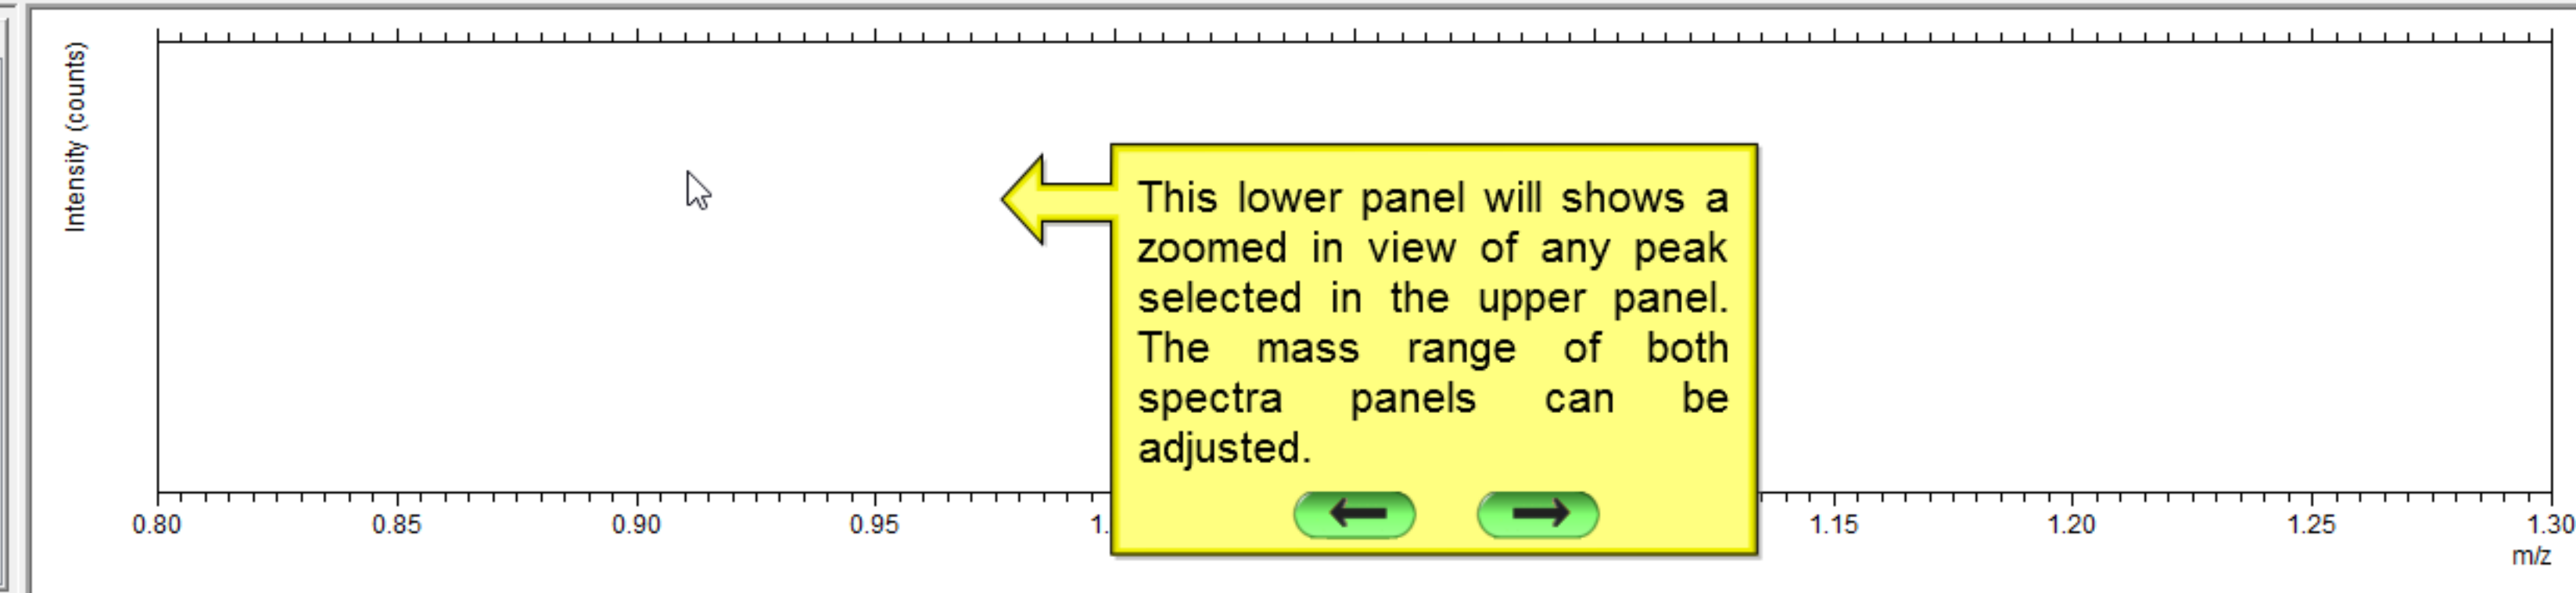 Intensity (counts)
This lower panel will shows a
zoomed in view of any peak
selected in the upper panel.
The mass range of both
spectra panels can be
adjusted.
0.80 0.85 0.90 0.95 1. 1.15 1.20 1.25 1.30
m/z